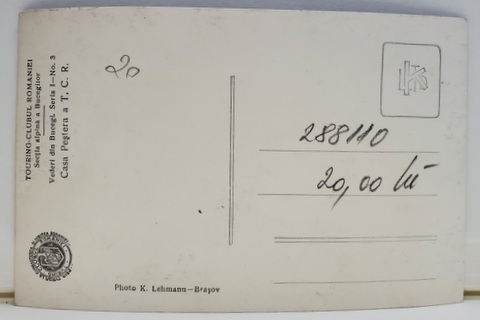 TOURING-CLUBUL ROMANIEI
Secția alpină a Bucegilor
Vederi din Bucegi. Seria I—No. 3
Casa Peștera a T. C. R.
20
288110
20,00 lei
Photo K. Lehmann—Brașov